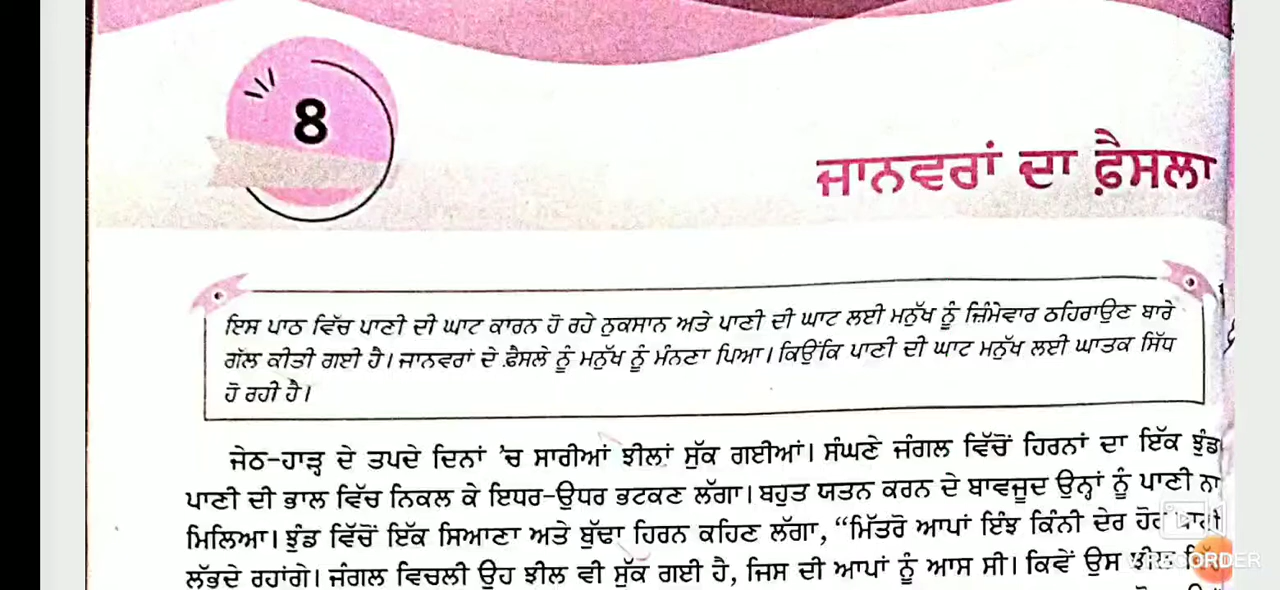 8
ਜਾਨਵਰਾਂ ਦਾ ਫ਼ੈਸਲਾ
ਇਸ ਪਾਠ ਵਿੱਚ ਪਾਣੀ ਦੀ ਘਾਟ ਕਾਰਨ ਹੋ ਰਹੇ ਨੁਕਸਾਨ ਅਤੇ ਪਾਣੀ ਦੀ ਘਾਟ ਲਈ ਮਨੁੱਖ ਨੂੰ ਜ਼ਿੰਮੇਵਾਰ ਠਹਿਰਾਉਣ ਬਾਰੇ
ਗੱਲ ਕੀਤੀ ਗਈ ਹੈ। ਜਾਨਵਰਾਂ ਦੇ ਫ਼ੈਸਲੇ ਨੂੰ ਮਨੁੱਖ ਨੂੰ ਮੰਨਣਾ ਪਿਆ। ਕਿਉਂਕਿ ਪਾਣੀ ਦੀ ਘਾਟ ਮਨੁੱਖ ਲਈ ਘਾਤਕ ਸਿੱਧ
ਹੋ ਰਹੀ ਹੈ।
ਜੇਠ-ਹਾੜ੍ਹ ਦੇ ਤਪਦੇ ਦਿਨਾਂ 'ਚ ਸਾਰੀਆਂ ਝੀਲਾਂ ਸੁੱਕ ਗਈਆਂ। ਸੰਘਣੇ ਜੰਗਲ ਵਿੱਚੋਂ ਹਿਰਨਾਂ ਦਾ ਇੱਕ ਝੁੰਡ
ਪਾਣੀ ਦੀ ਭਾਲ ਵਿੱਚ ਨਿਕਲ ਕੇ ਇਧਰ-ਉਧਰ ਭਟਕਣ ਲੱਗਾ। ਬਹੁਤ ਯਤਨ ਕਰਨ ਦੇ ਬਾਵਜੂਦ ਉਨ੍ਹਾਂ ਨੂੰ ਪਾਣੀ ਨਾ
ਮਿਲਿਆ। ਝੁੰਡ ਵਿੱਚੋਂ ਇੱਕ ਸਿਆਣਾ ਅਤੇ ਬੁੱਢਾ ਹਿਰਨ ਕਹਿਣ ਲੱਗਾ, “ਮਿੱਤਰੋ ਆਪਾਂ ਇੰਝ ਕਿੰਨੀ ਦੇਰ ਹੋਰ
ਲੱਭਦੇ ਰਹਾਂਗੇ। ਜੰਗਲ ਵਿਚਲੀ ਉਹ ਝੀਲ ਵੀ ਸੁੱਕ ਗਈ ਹੈ, ਜਿਸ ਦੀ ਆਪਾਂ ਨੂੰ ਆਸ ਸੀ। ਕਿਵੇਂ ਉਸ ਝੀਲ